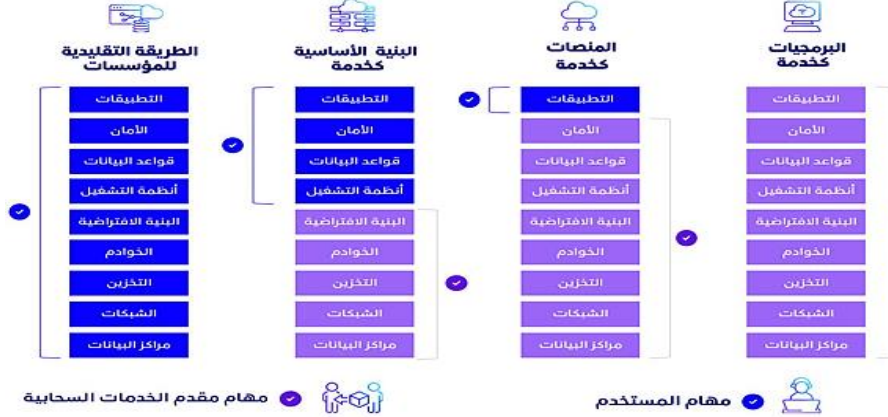 البرمجيات
كخدمة
التطبيقات
الأمان
قواعد البيانات
أنظمة التشغيل
البنية الافتراضية
الخوادم
التخزين
الشبكات
مراكز البيانات
المنصات
كخدمة
التطبيقات
الأمان
قواعد البيانات
أنظمة التشغيل
البنية الافتراضية
الخوادم
التخزين
الشبكات
مراكز البيانات
البنية الأساسية
كخدمة
التطبيقات
الأمان
قواعد البيانات
أنظمة التشغيل
البنية الافتراضية
الخوادم
التخزين
الشبكات
مراكز البيانات
الطريقة التقليدية
للمؤسسات
التطبيقات
الأمان
قواعد البيانات
أنظمة التشغيل
البنية الافتراضية
الخوادم
التخزين
الشبكات
مراكز البيانات
مهام المستخدم
مهام مقدم الخدمات السحابية